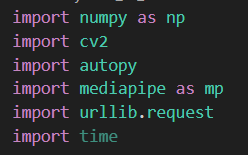 import numpy as np
import cv2
import autopy
import mediapipe as mp
import urllib.request
import time